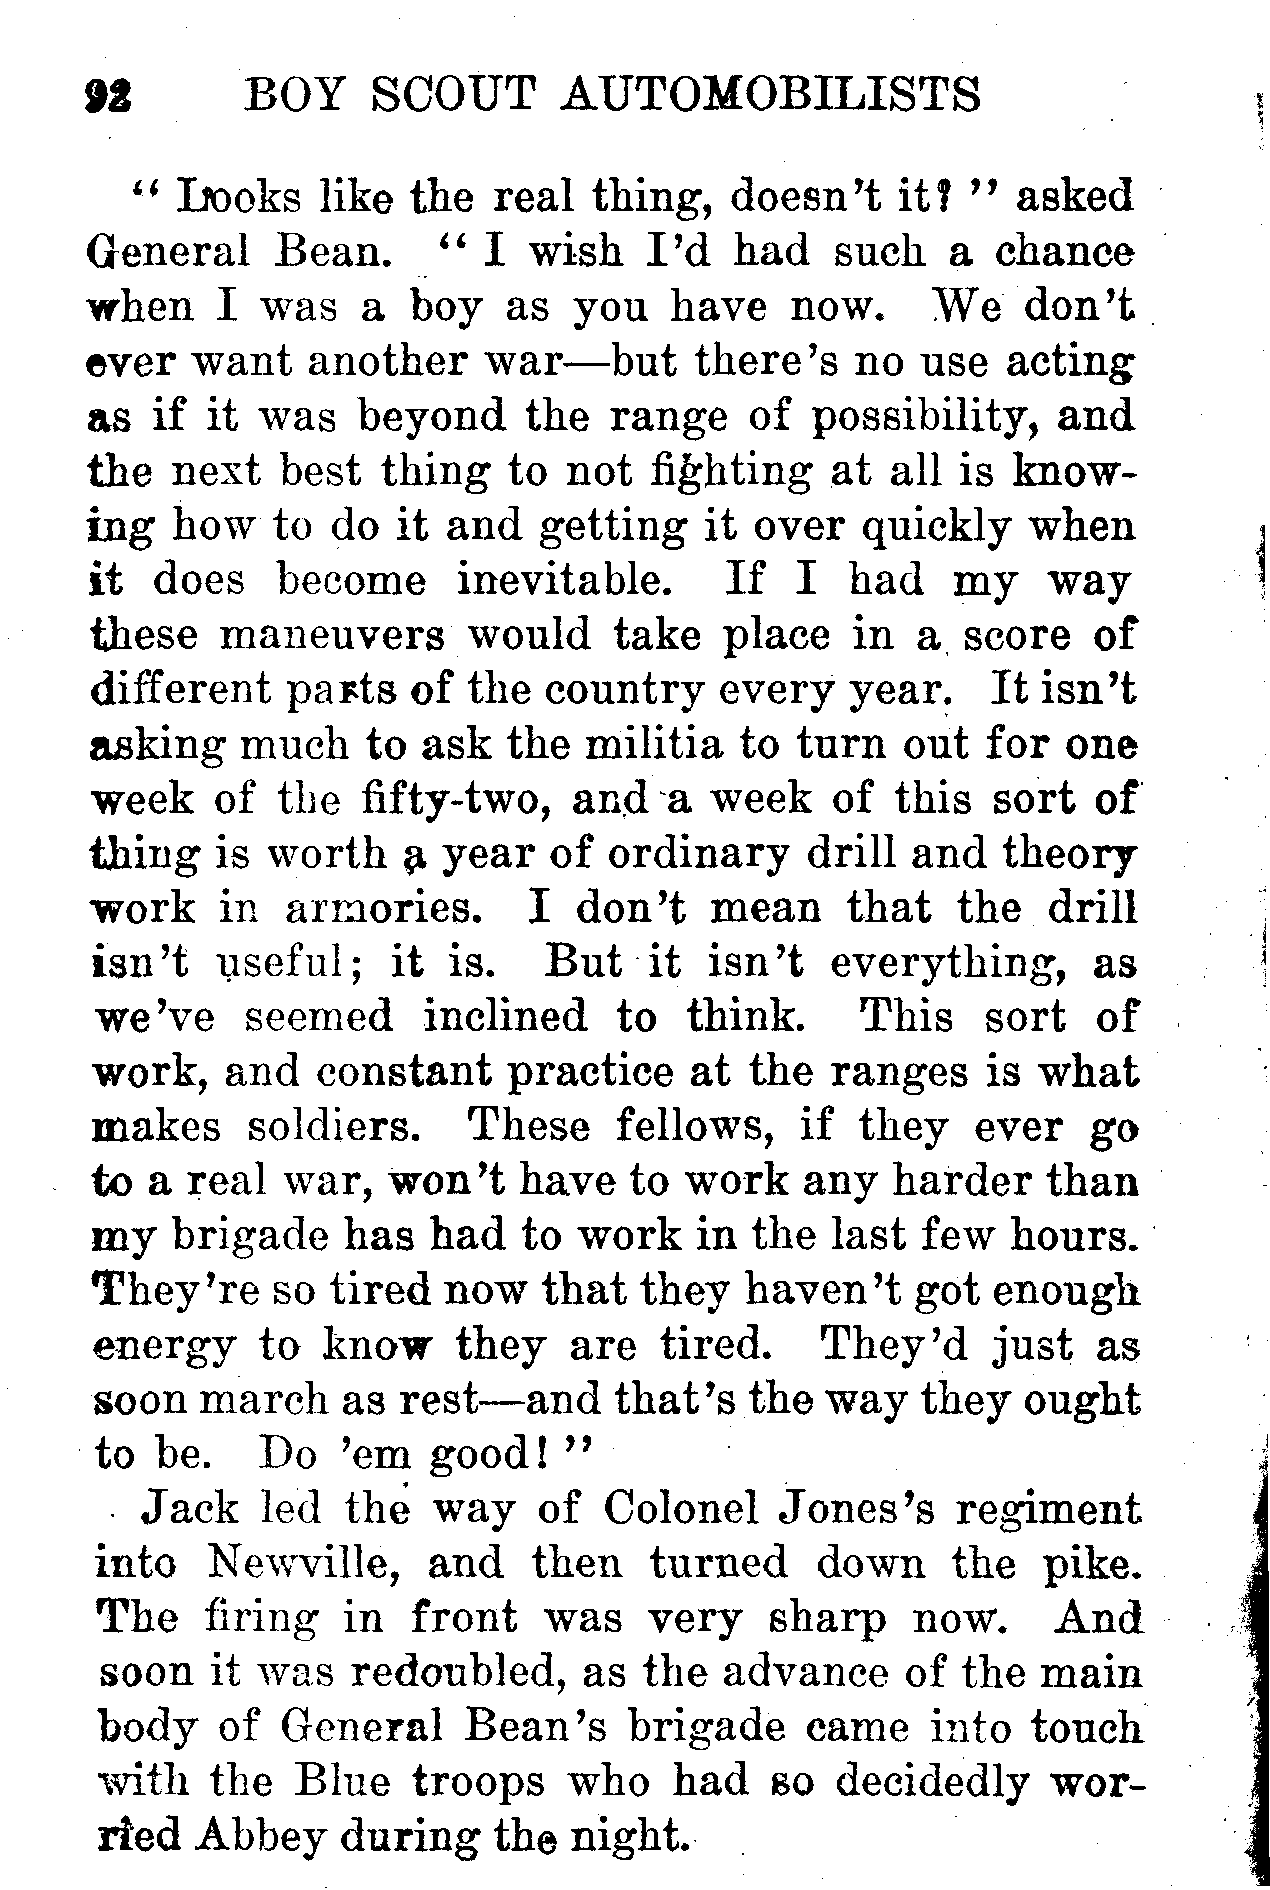 92 BOY SCOUT AUTOMOBILISTS
“ Looks like the real thing, doesn’t it? ” asked
General Bean. “ I wish I’d had such a chance
when I was a boy as you have now. We don’t
ever want another war—but there’s no use acting
as if it was beyond the range of possibility, and
the next best thing to not fighting at all is know-
ing how to do it and getting it over quickly when
it does become inevitable. If I had my way
these maneuvers would take place in a score of
different parts of the country every year. It isn’t
asking much to ask the militia to turn out for one
week of the fifty-two, and a week of this sort of
thing is worth a year of ordinary drill and theory
work in armories. I don’t mean that the drill
isn’t useful; it is. But it isn’t everything, as
we’ve seemed inclined to think. This sort of
work, and constant practice at the ranges is what
makes soldiers. These fellows, if they ever go
to a real war, won’t have to work any harder than
my brigade has had to work in the last few hours.
They’re so tired now that they haven’t got enough
energy to know they are tired. They’d just as
soon march as rest—and that’s the way they ought
to be. Do ’em good! ”
Jack led the way of Colonel Jones’s regiment
into Newville, and then turned down the pike.
The firing in front was very sharp now. And
soon it was redoubled, as the advance of the main
body of General Bean’s brigade came into touch
with the Blue troops who had so decidedly wor-
ried Abbey during the night.